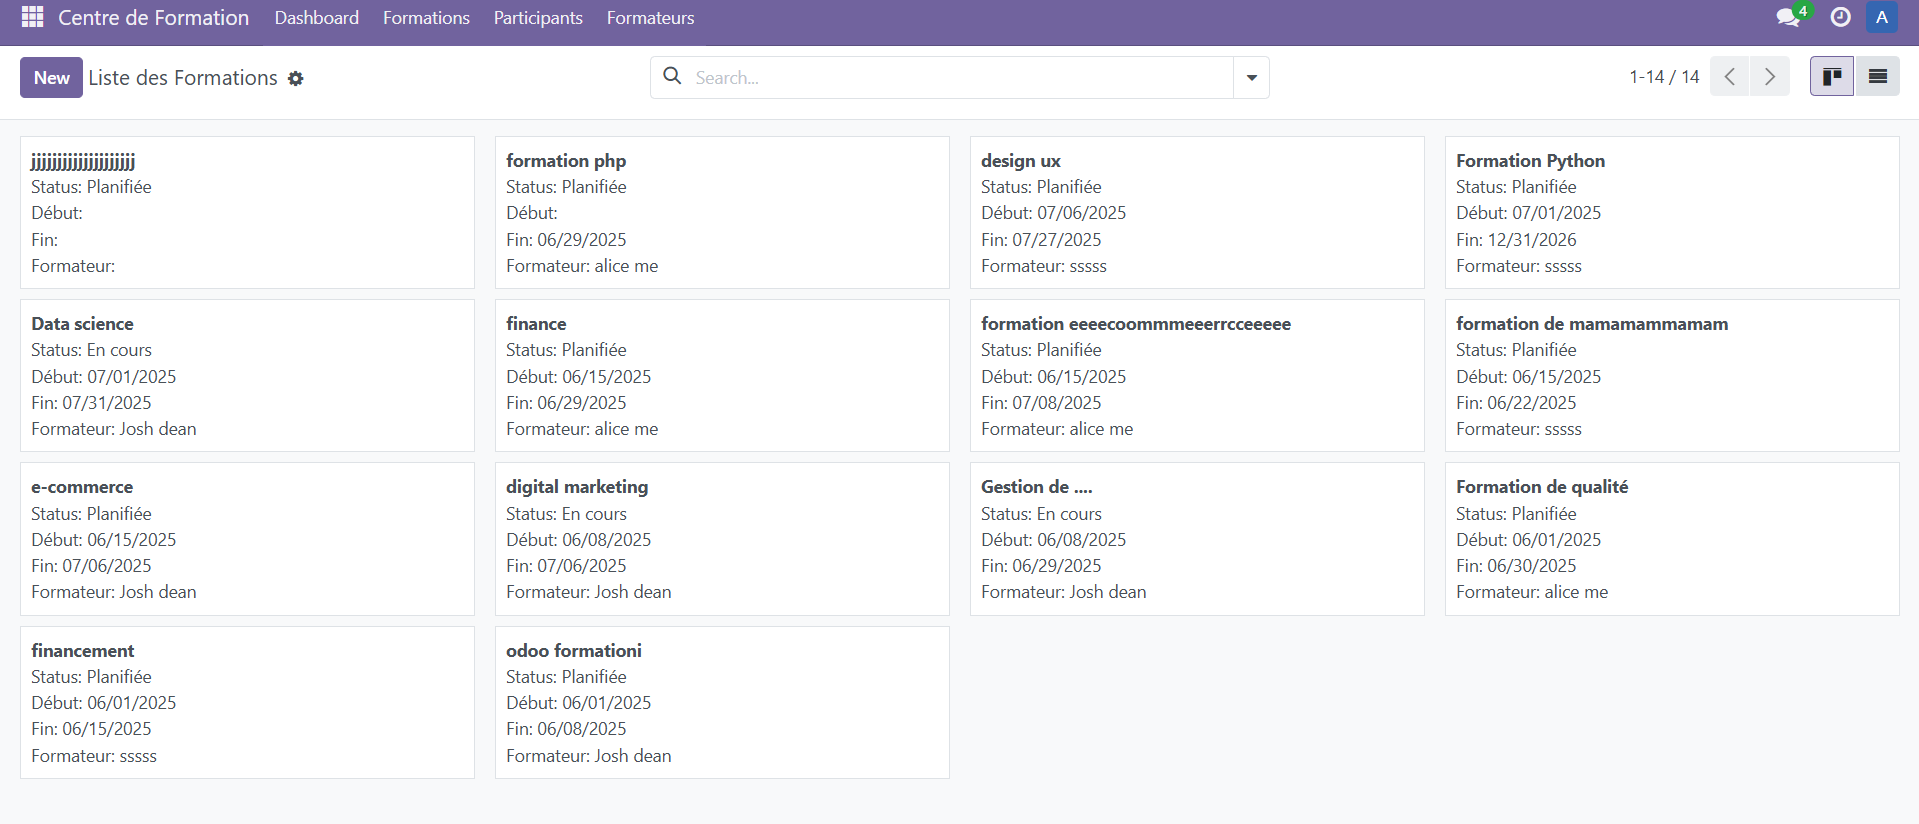 Centre de Formation Dashboard Formations Participants Formateurs 4 A
New Liste des Formations Search... 1-14 / 14
jjjjjjjjjjjjjjjjjjjj
Status: Planifiée
Début:
Fin:
Formateur:
formation php
Status: Planifiée
Début:
Fin: 06/29/2025
Formateur: alice me
design ux
Status: Planifiée
Début: 07/06/2025
Fin: 07/27/2025
Formateur: sssss
Formation Python
Status: Planifiée
Début: 07/01/2025
Fin: 12/31/2026
Formateur: sssss
Data science
Status: En cours
Début: 07/01/2025
Fin: 07/31/2025
Formateur: Josh dean
finance
Status: Planifiée
Début: 06/15/2025
Fin: 06/29/2025
Formateur: alice me
formation eeeecoommmeeerrcceeeee
Status: Planifiée
Début: 06/15/2025
Fin: 07/08/2025
Formateur: alice me
formation de mamamammamam
Status: Planifiée
Début: 06/15/2025
Fin: 06/22/2025
Formateur: sssss
e-commerce
Status: Planifiée
Début: 06/15/2025
Fin: 07/06/2025
Formateur: Josh dean
digital marketing
Status: En cours
Début: 06/08/2025
Fin: 07/06/2025
Formateur: Josh dean
Gestion de ....
Status: En cours
Début: 06/08/2025
Fin: 06/29/2025
Formateur: Josh dean
Formation de qualité
Status: Planifiée
Début: 06/01/2025
Fin: 06/30/2025
Formateur: alice me
financement
Status: Planifiée
Début: 06/01/2025
Fin: 06/15/2025
Formateur: sssss
odoo formationi
Status: Planifiée
Début: 06/01/2025
Fin: 06/08/2025
Formateur: Josh dean